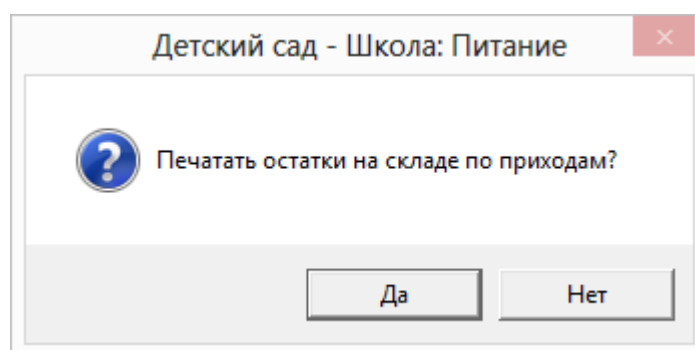 Детский сад - Школа: Питание
Печатать остатки на складе по приходам?
Да
Нет